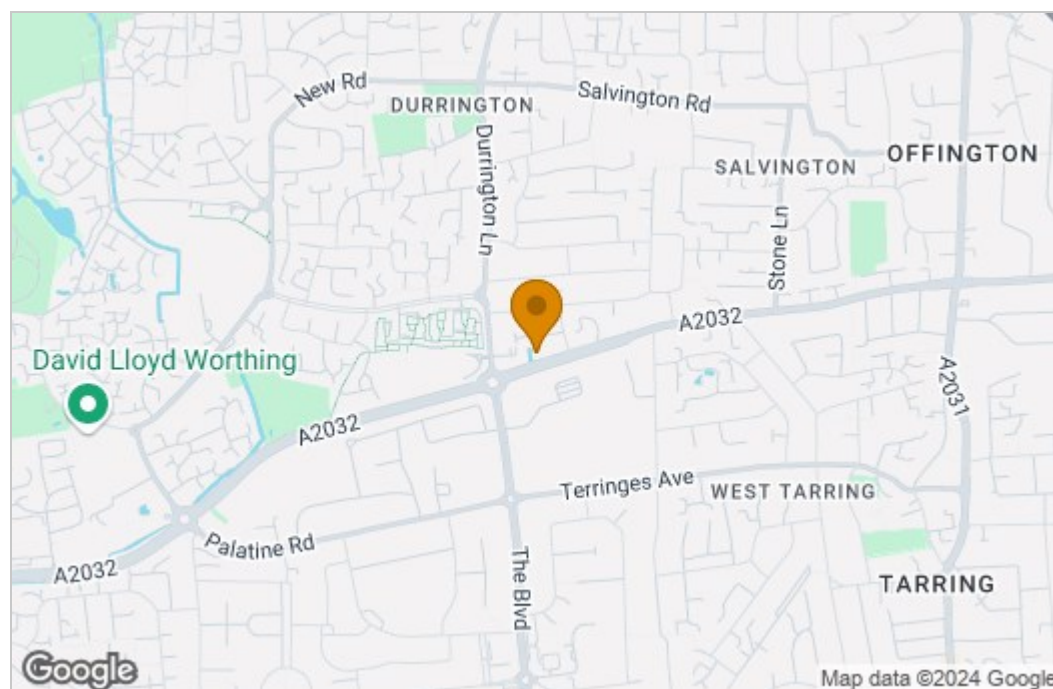 New Rd
DURRINGTON
Salvington Rd
Durrington Ln
SALVINGTON
OFFINGTON
Stone Ln
A2032
David Lloyd Worthing
A2031
A2032
Terringes Ave
WEST TARRING
Palatine Rd
The Blvd
A2032
TARRING
Google
Map data ©2024 Google